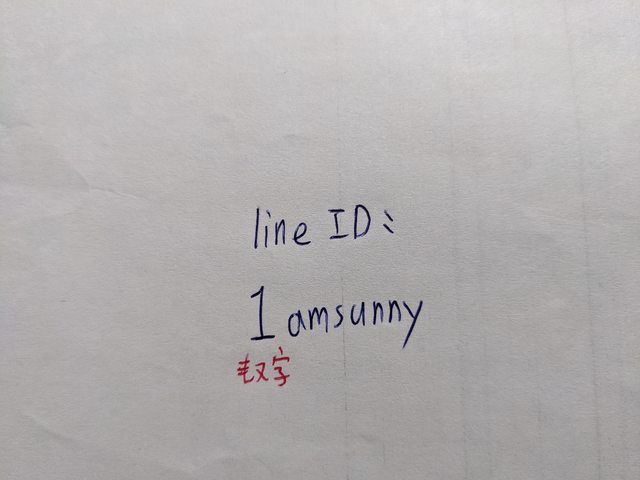 line ID:
1amsunny
数字